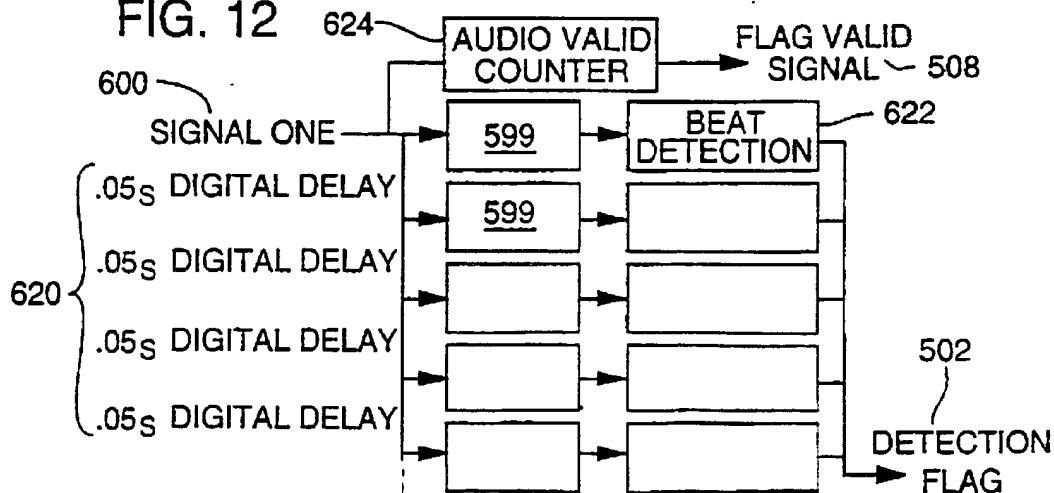 FIG. 12
624
AUDIO VALID
COUNTER
FLAG VALID
SIGNAL
508
600
SIGNAL ONE
599
BEAT
DETECTION
622
.05S DIGITAL DELAY
599
.05S DIGITAL DELAY
620
.05S DIGITAL DELAY
.05S DIGITAL DELAY
502
DETECTION
FLAG